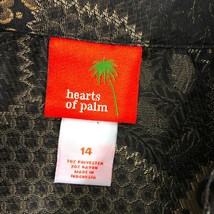 hearts
of palm
14
70% POLYESTER
30% RAYON
MADE IN
INDONESIA